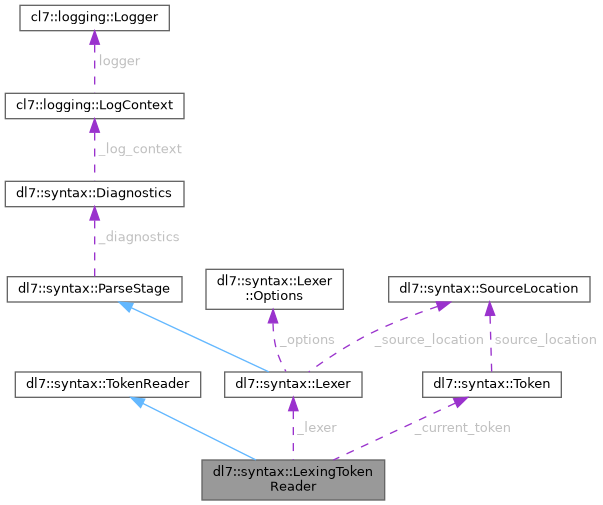 cl7::logging::Logger
logger
cl7::logging::LogContext
_log_context
dl7::syntax::Diagnostics
_diagnostics
dl7::syntax::ParseStage
dl7::syntax::Lexer
::Options
dl7::syntax::SourceLocation
_options
_source_location
source_location
dl7::syntax::TokenReader
dl7::syntax::Lexer
dl7::syntax::Token
_lexer
_current_token
dl7::syntax::LexingToken
Reader